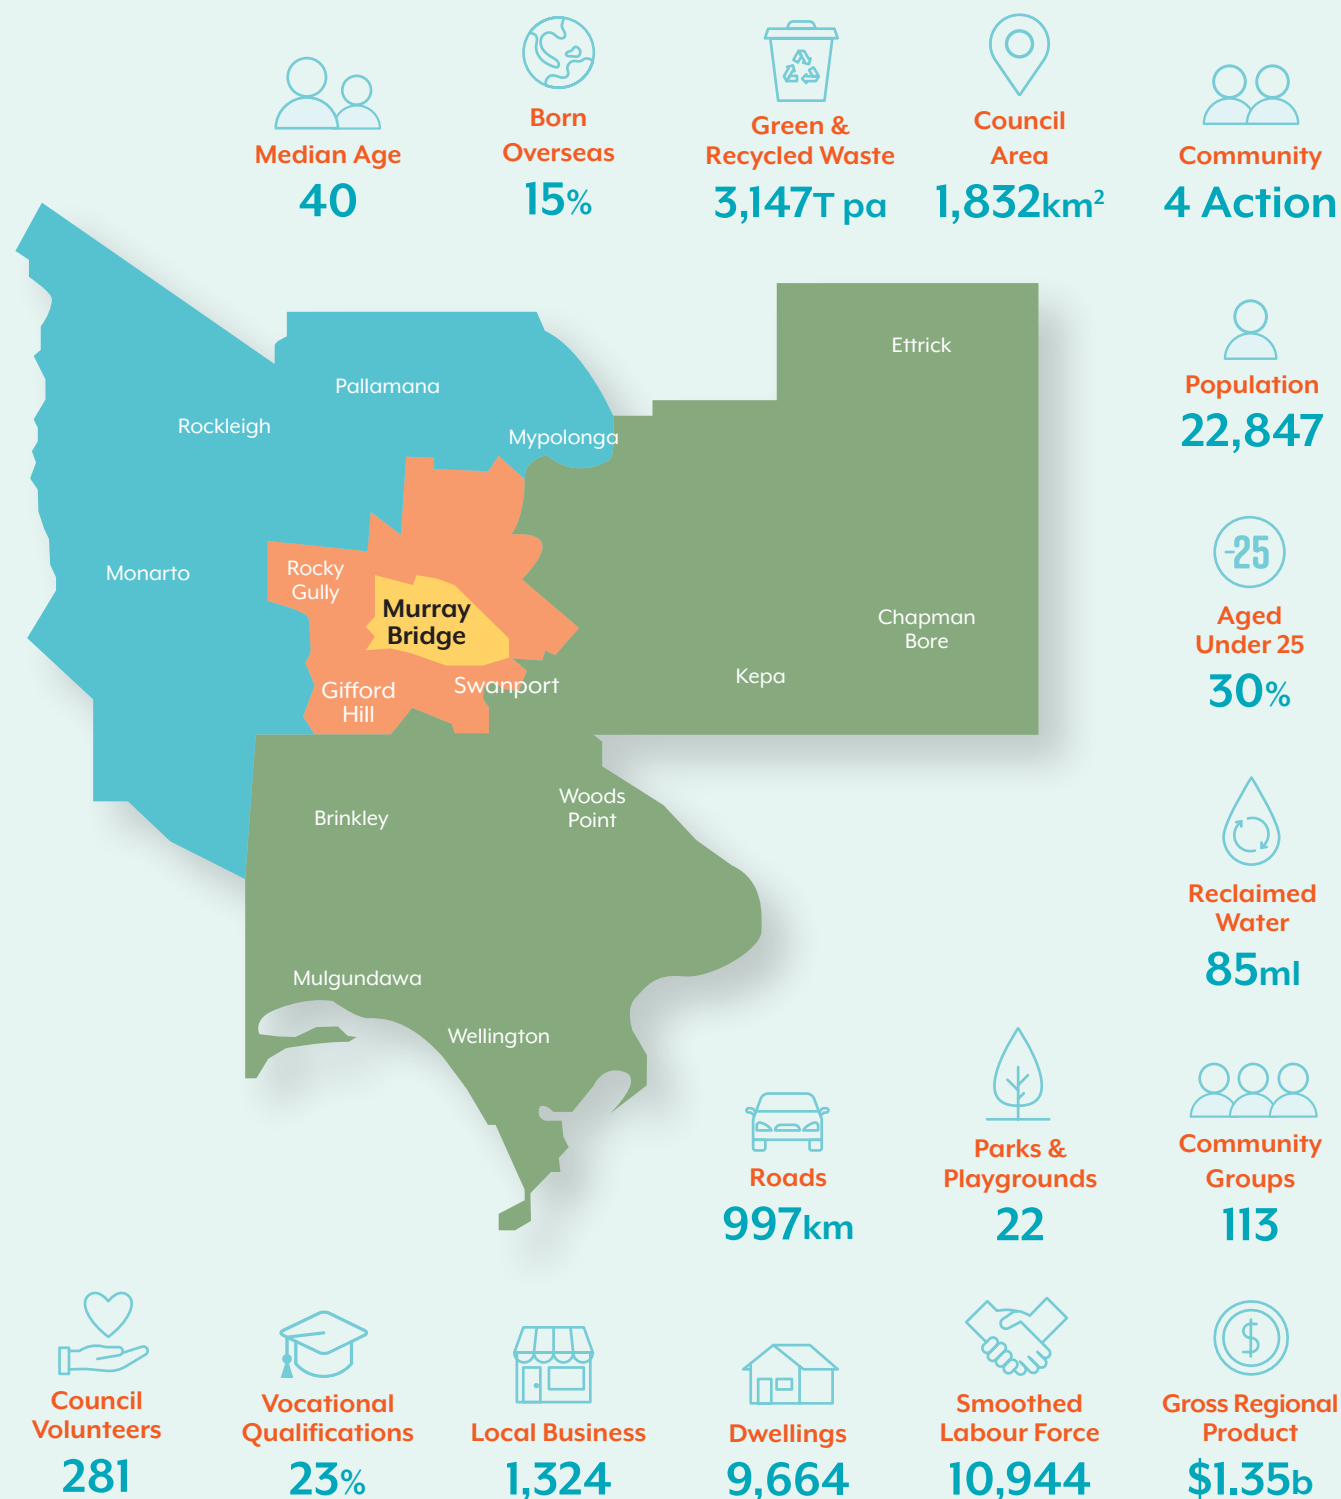 Median Age
40
Born
Overseas
15%
Green &
Recycled Waste
3,147T pa
Council
Area
1,832km²
Community
4 Action
Ettrick
Pallamana
Rockleigh
Mypolonga
Monarto
Rocky
Gully
Murray
Bridge
Chapman
Bore
Kepa
Swanport
Gifford
Hill
Brinkley
Woods
Point
Mulgundawa
Wellington
Population
22,847
-25
Aged
Under 25
30%
Reclaimed
Water
85ml
Roads
997km
Parks &
Playgrounds
22
Community
Groups
113
Council
Volunteers
281
Vocational
Qualifications
23%
Local Business
1,324
Dwellings
9,664
Smoothed
Labour Force
10,944
$
Gross Regional
Product
$1.35b